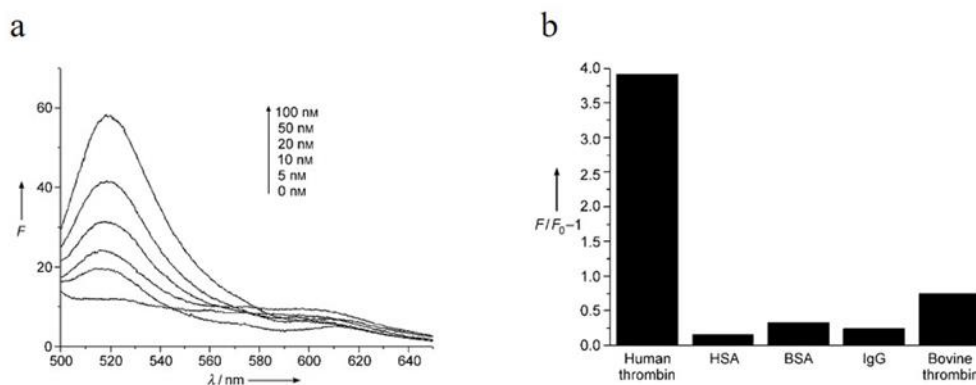 a
60
40
F
20
0
500 520 540 560 580 600 620 640
λ / nm
100 nM
50 nM
20 nM
10 nM
5 nM
0 nM
b
4.0
3.5
3.0
2.5
F/F₀–1
2.0
1.5
1.0
0.5
0.0
Human thrombin
HSA
BSA
IgG
Bovine thrombin